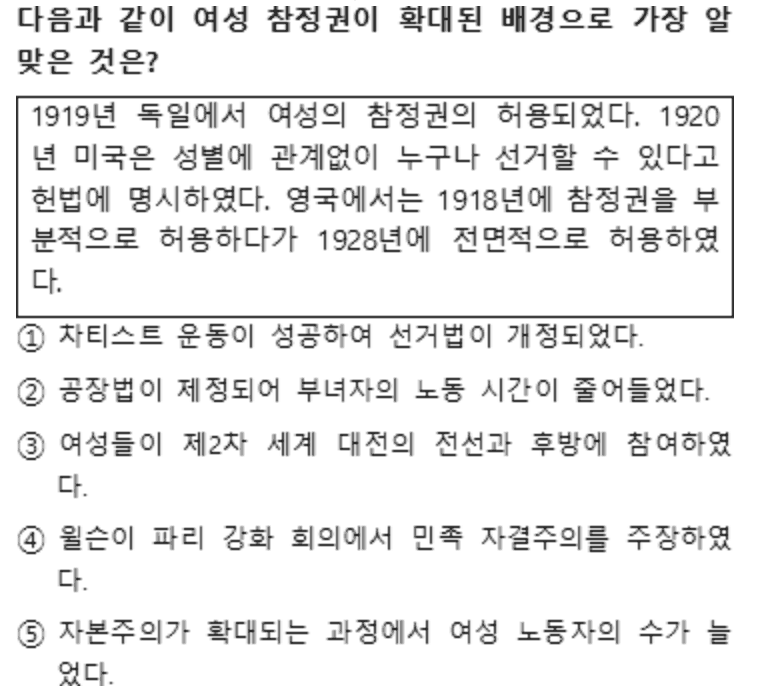 다음과 같이 여성 참정권이 확대된 배경으로 가장 알
맞은 것은?
1919년 독일에서 여성의 참정권의 허용되었다. 1920
년 미국은 성별에 관계없이 누구나 선거할 수 있다고
헌법에 명시하였다. 영국에서는 1918년에 참정권을 부
분적으로 허용하다가 1928년에 전면적으로 허용하였
다.
① 차티스트 운동이 성공하여 선거법이 개정되었다.
② 공장법이 제정되어 부녀자의 노동 시간이 줄어들었다.
③ 여성들이 제2차 세계 대전의 전선과 후방에 참여하였
다.
④ 윌슨이 파리 강화 회의에서 민족 자결주의를 주장하였
다.
⑤ 자본주의가 확대되는 과정에서 여성 노동자의 수가 늘
었다.